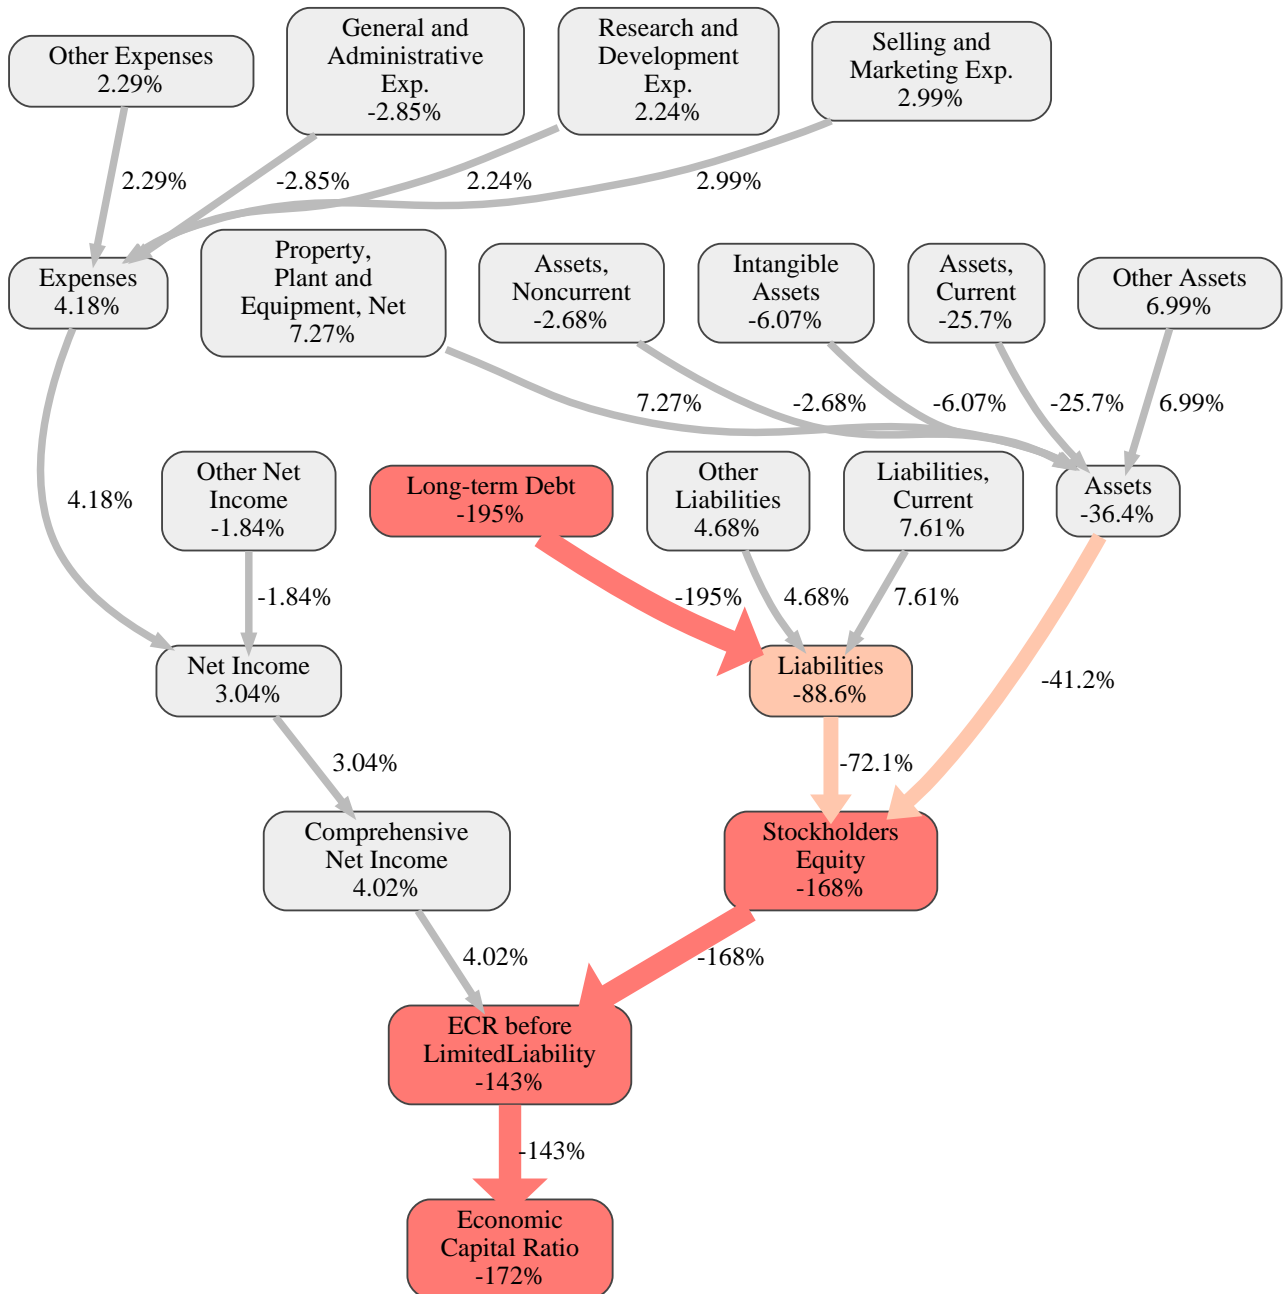 Other Expenses
2.29%
General and
Administrative
Exp.
-2.85%
Research and
Development
Exp.
2.24%
Selling and
Marketing Exp.
2.99%
2.29%
-2.85%
2.24%
2.99%
Expenses
4.18%
Property,
Plant and
Equipment, Net
7.27%
Assets,
Noncurrent
-2.68%
Intangible
Assets
-6.07%
Assets,
Current
-25.7%
Other Assets
6.99%
7.27%
-2.68%
-6.07%
-25.7%
6.99%
4.18%
Other Net
Income
-1.84%
Long-term Debt
-195%
Other
Liabilities
4.68%
Liabilities,
Current
7.61%
Assets
-36.4%
-1.84%
-195%
4.68%
7.61%
-41.2%
Net Income
3.04%
Liabilities
-88.6%
3.04%
-72.1%
Comprehensive
Net Income
4.02%
Stockholders
Equity
-168%
4.02%
-168%
ECR before
LimitedLiability
-143%
-143%
Economic
Capital Ratio
-172%